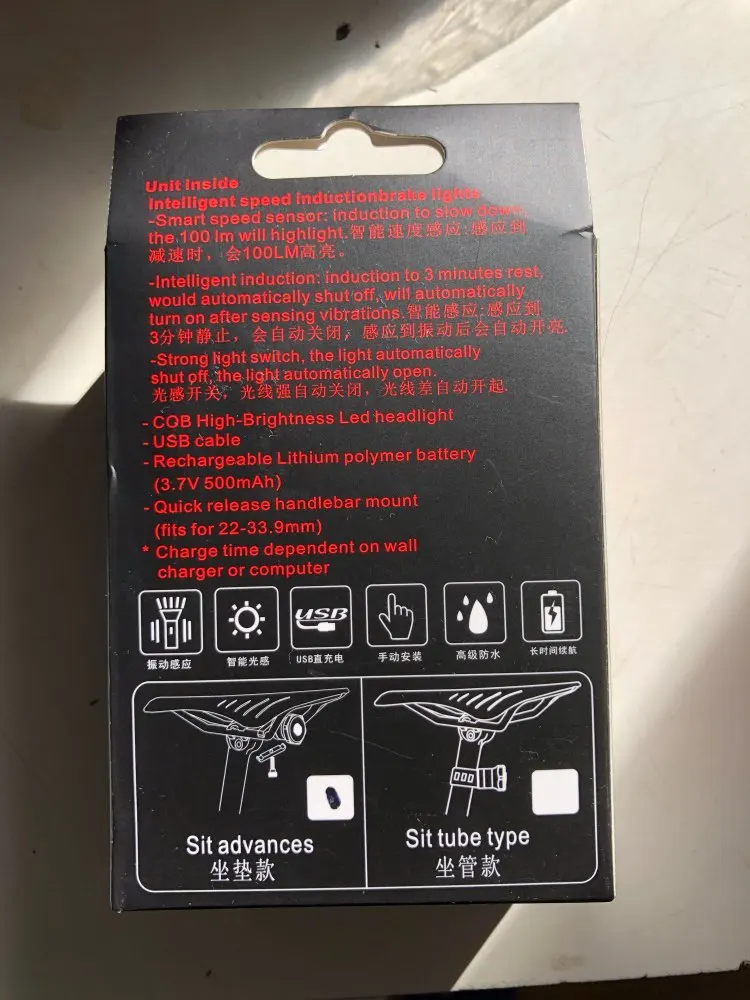 Unit inside
Intelligent speed inductionbrake lights
-Smart speed sensor: induction to slow down,
the 100 lm will highlight.智能速度感应:感应到
减速时，会100LM高亮。
-Intelligent induction: induction to 3 minutes rest,
would automatically shut off, will automatically
turn on after sensing vibrations.智能感应:感应到
3分钟静止，会自动关闭，感应到振动后会自动开亮.
-Strong light switch, the light automatically
shut off, the light automatically open.
光感开关，光线强自动关闭，光线差自动开起.
- COB High-Brightness Led headlight
- USB cable
- Rechargeable Lithium polymer battery
(3.7V 500mAh)
- Quick release handlebar mount
(fits for 22-33.9mm)
* Charge time dependent on wall
charger or computer
USB
振动感应 智能光感 USB直充电 手动安装 高级防水 长时间续航
Sit advances
坐垫款
Sit tube type
坐管款